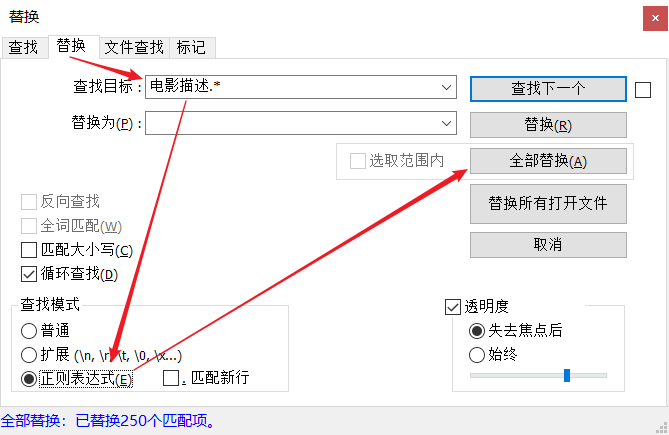 替换
查找 替换 文件查找 标记
查找目标： 电影描述.* 查找下一个
替换为(P)： 替换(R)
选取范围内 全部替换(A)
反向查找 替换所有打开文件
全词匹配(W)
匹配大小写(C) 取消
循环查找(D)
查找模式 透明度
普通 失去焦点后
扩展 (\n, \r, \t, \0, \x...) 始终
正则表达式(E) . 匹配新行
全部替换：已替换250个匹配项。